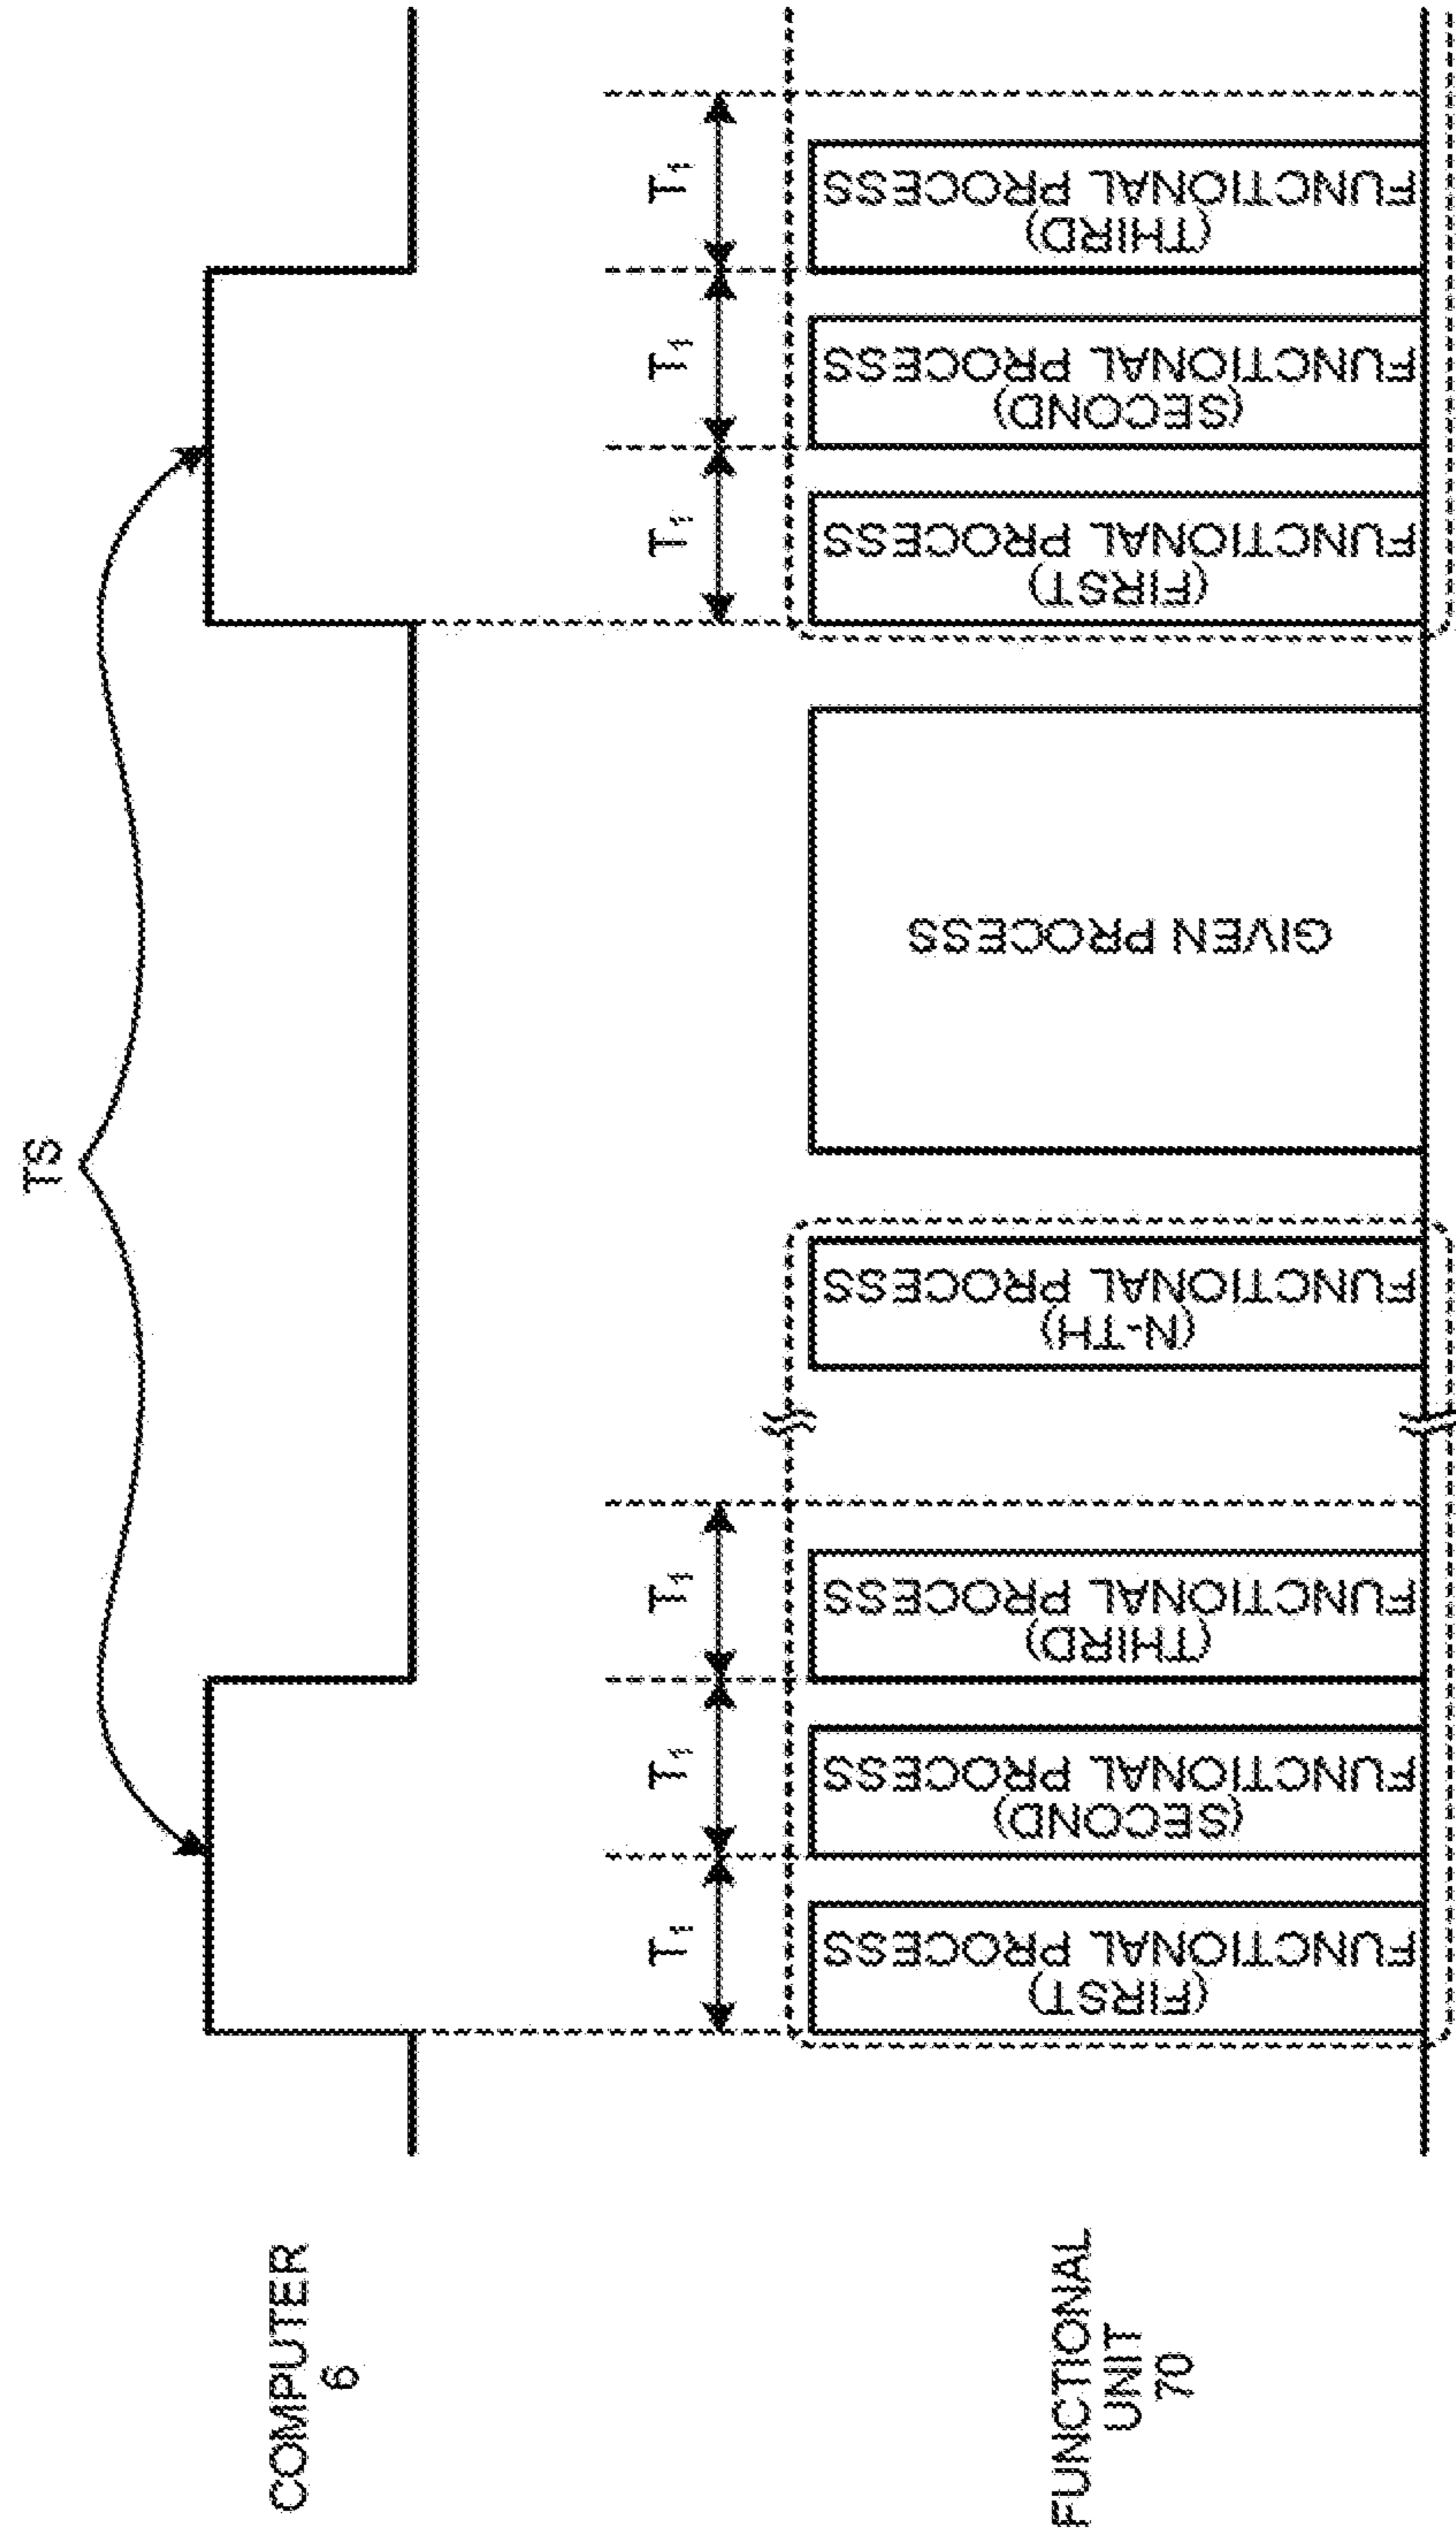 TS
COMPUTER
6
T1
T1
T1
T1
T1
T1
FUNCTIONAL
UNIT
70
FUNCTIONAL PROCESS
(FIRST)
FUNCTIONAL PROCESS
(SECOND)
FUNCTIONAL PROCESS
(THIRD)
FUNCTIONAL PROCESS
(N-TH)
GIVEN PROCESS
FUNCTIONAL PROCESS
(FIRST)
FUNCTIONAL PROCESS
(SECOND)
FUNCTIONAL PROCESS
(THIRD)